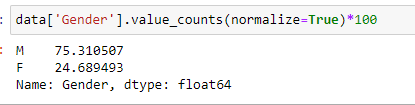 data['Gender'].value_counts(normalize=True)*100
M    75.310507
F    24.689493
Name: Gender, dtype: float64